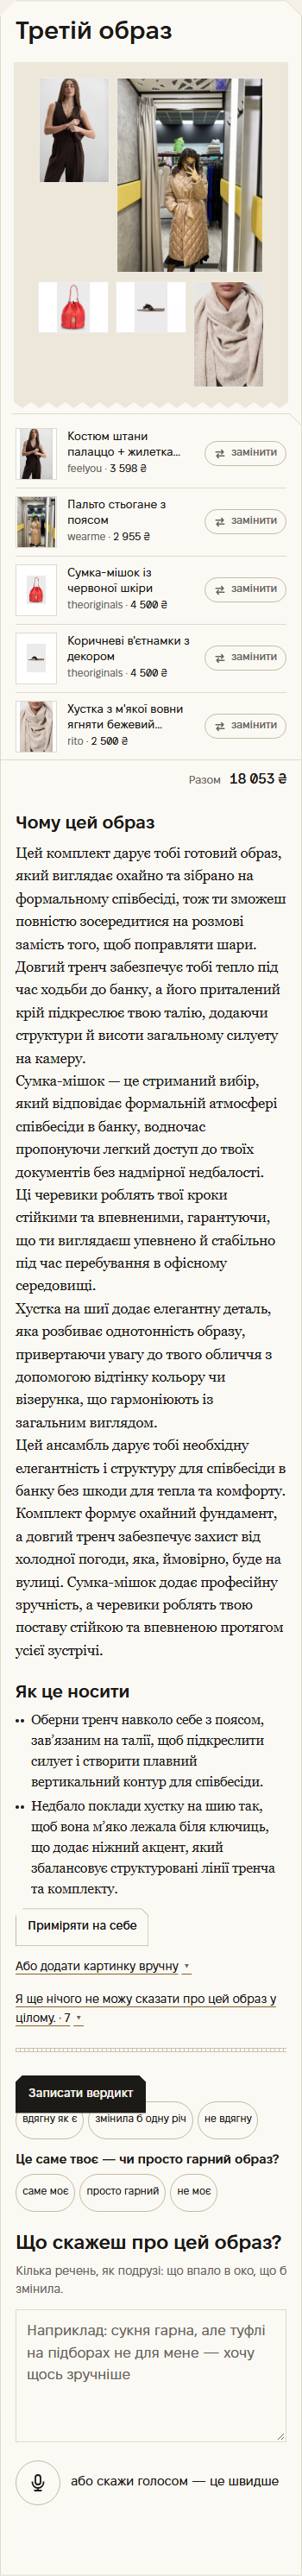 Третій образ
Костюм штани
палаццо + жилетка...
feelyou · 3 598 ₴
замінити
Пальто стьогане з
поясом
wearme · 2 955 ₴
замінити
Сумка-мішок із
червоної шкіри
theoriginals · 4 500 ₴
замінити
Коричневі в'єтнамки з
декором
theoriginals · 4 500 ₴
замінити
Хустка з м'якої вовни
ягняти бежевий...
rito · 2 500 ₴
замінити
Разом 18 053 ₴
Чому цей образ
Цей комплект дарує тобі готовий образ,
який виглядає охайно та зібрано на
формальному співбесіді, тож ти зможеш
повністю зосередитися на розмові
замість того, щоб поправляти шари.
Довгий тренч забезпечує тобі тепло під
час ходьби до банку, а його приталений
крій підкреслює твою талію, додаючи
структури й висоти загальному силуету
на камеру.
Сумка-мішок — це стриманий вибір,
який відповідає формальній атмосфері
співбесіди в банку, водночас
пропонуючи легкий доступ до твоїх
документів без надмірної недбалості.
Ці черевики роблять твої кроки
стійкими та впевненими, гарантуючи,
що ти виглядаєш упевнено й стабільно
під час перебування в офісному
середовищі.
Хустка на шиї додає елегантну деталь,
яка розбиває однотонність образу,
привертаючи увагу до твого обличчя з
допомогою відтінку кольору чи
візерунка, що гармоніюють із
загальним виглядом.
Цей ансамбль дарує тобі необхідну
елегантність і структуру для співбесіди в
банку без шкоди для тепла та комфорту.
Комплект формує охайний фундамент,
а довгий тренч забезпечує захист від
холодної погоди, яка, ймовірно, буде на
вулиці. Сумка-мішок додає професійну
зручність, а черевики роблять твою
поставу стійкою та впевненою протягом
усієї зустрічі.
Як це носити
•• Оберни тренч навколо себе з поясом,
зав'язаним на талії, щоб підкреслити
силует і створити плавний
вертикальний контур для співбесіди.
•• Недбало поклади хустку на шию так,
щоб вона м'яко лежала біля ключиць,
що додає ніжний акцент, який
збалансовує структуровані лінії тренча
та комплекту.
Приміряти на себе
Або додати картинку вручну
Я ще нічого не можу сказати про цей образ у
цілому. · 7
Записати вердикт
вдягну як є
змінила б одну річ
не вдягну
Це саме твоє — чи просто гарний образ?
саме моє
просто гарний
не моє
Що скажеш про цей образ?
Кілька речень, як подрузі: що впало в око, що б
змінила.
Наприклад: сукня гарна, але туфлі
на підборах не для мене — хочу
щось зручніше
або скажи голосом — це швидше